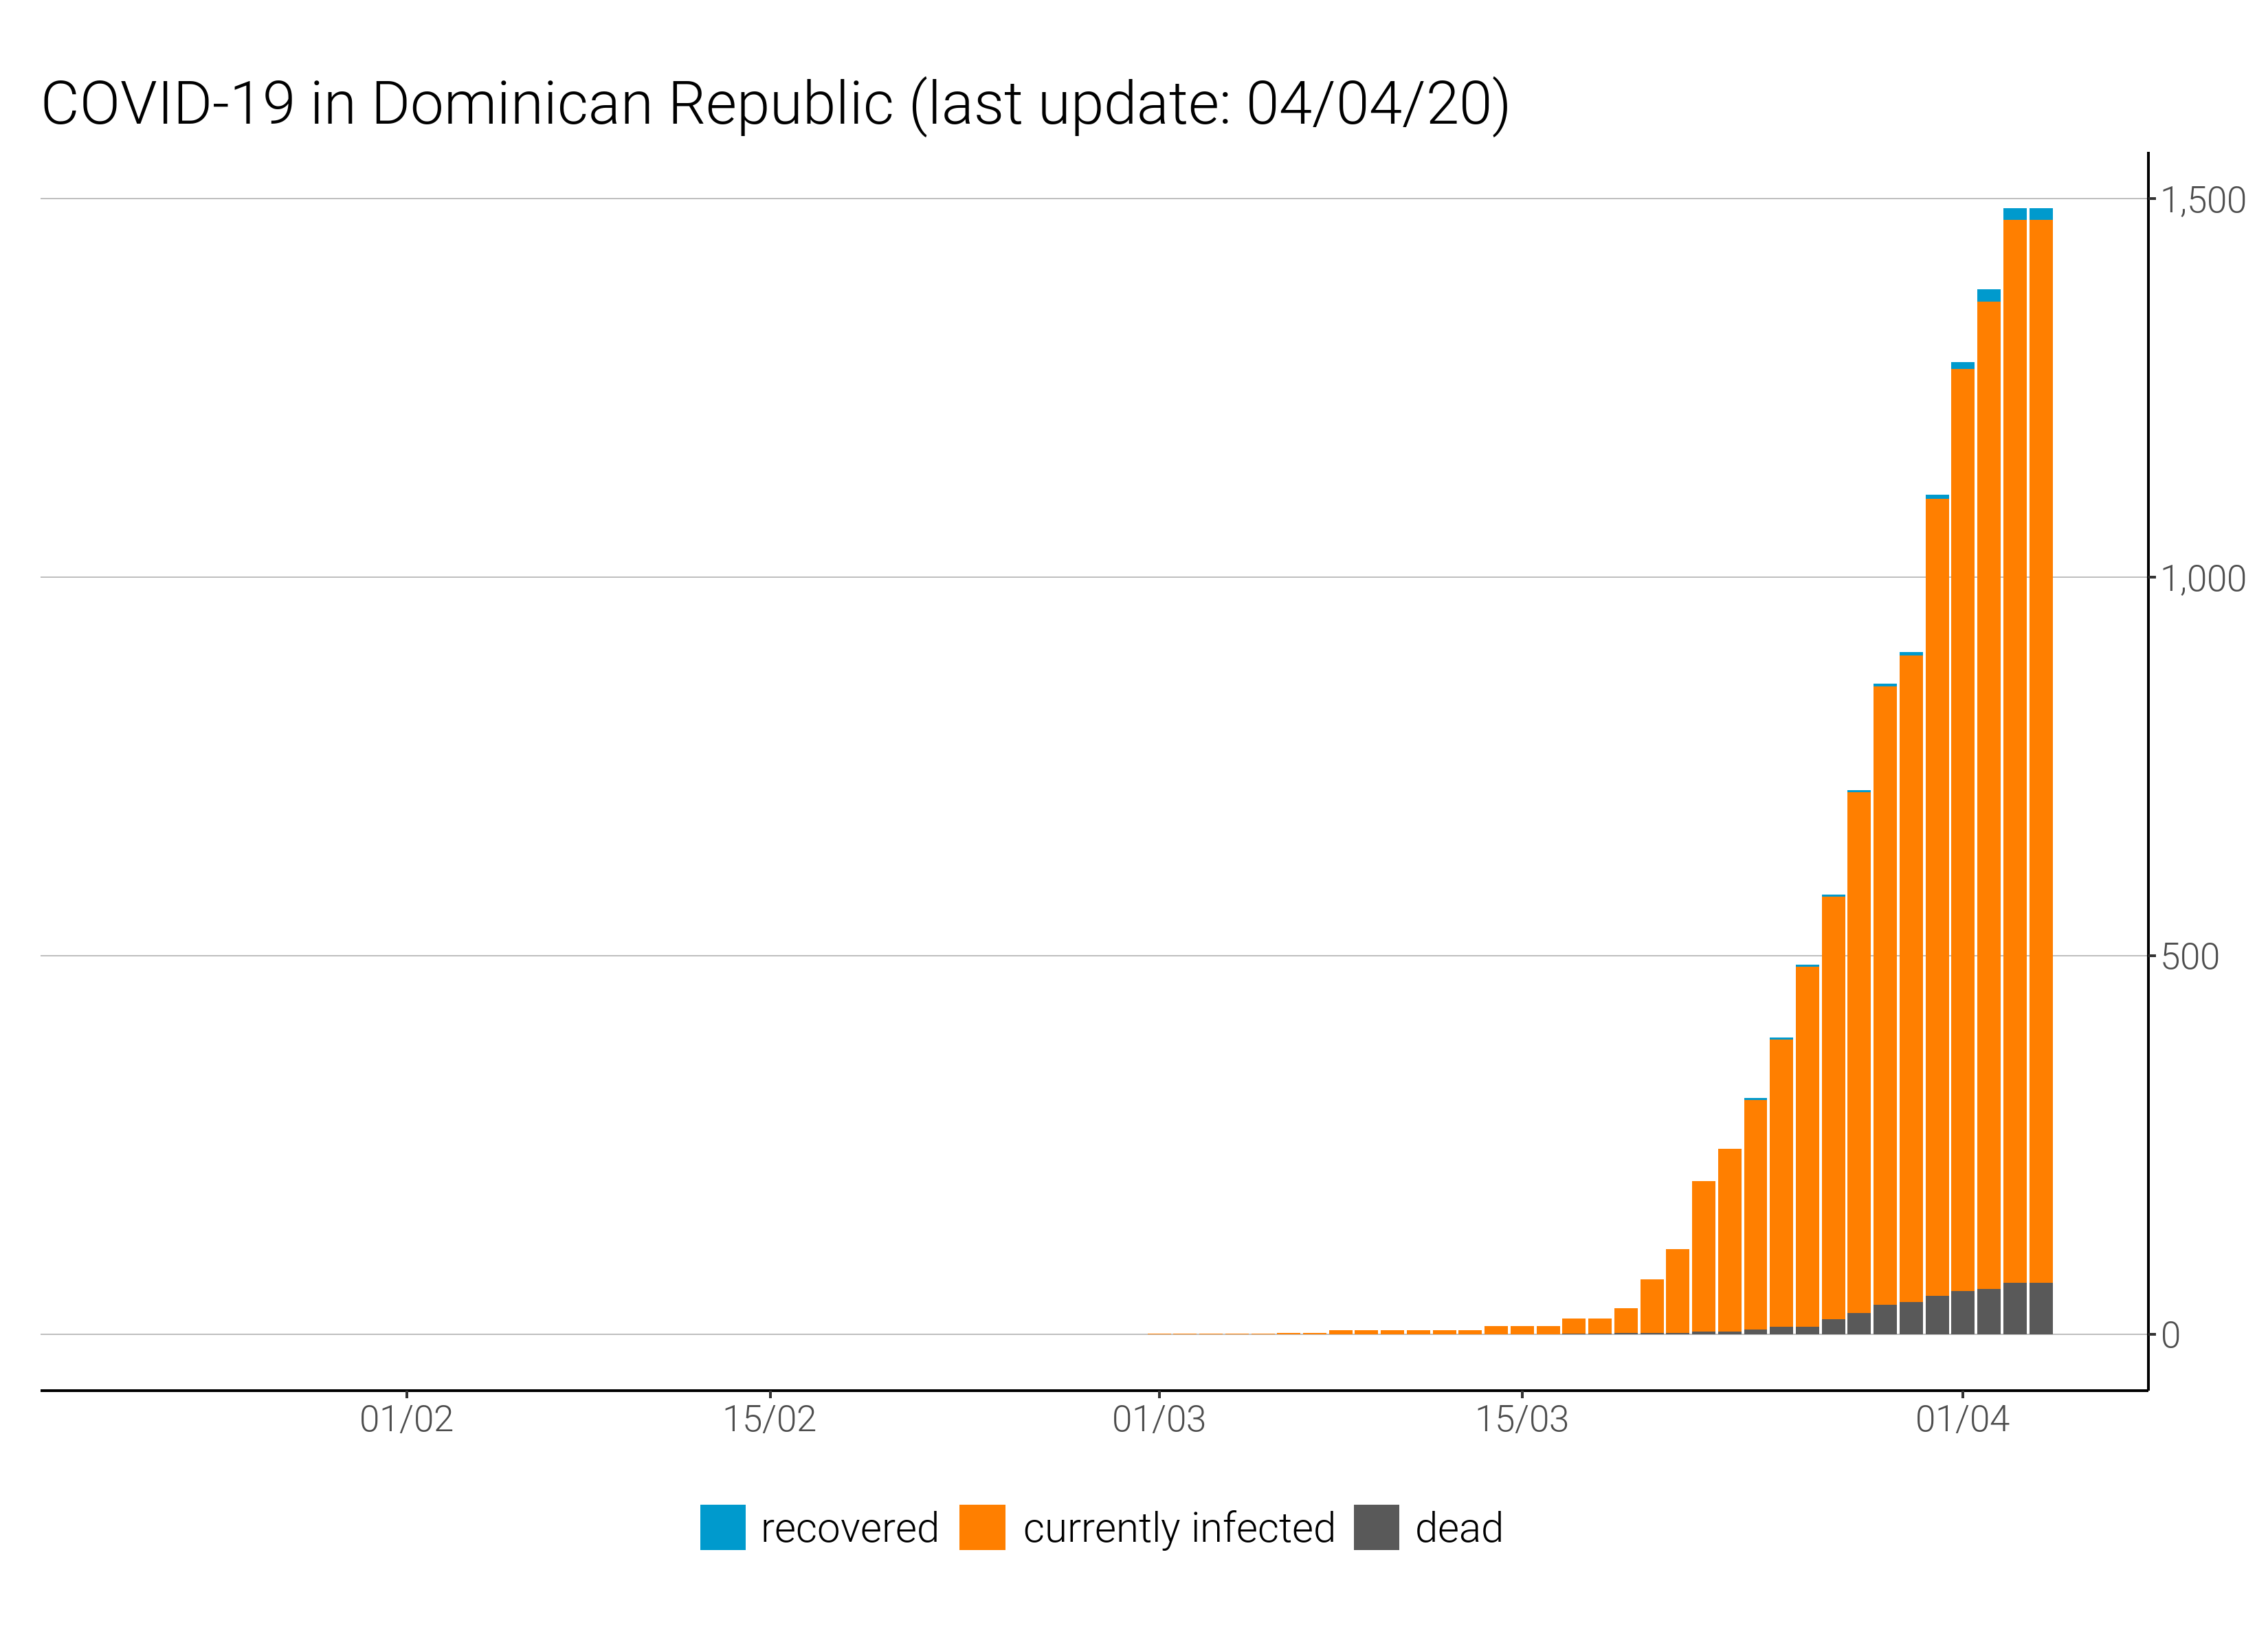 COVID-19 in Dominican Republic (last update: 04/04/20)
1,500
1,000
500
0
01/02 15/02 01/03 15/03 01/04
recovered currently infected dead